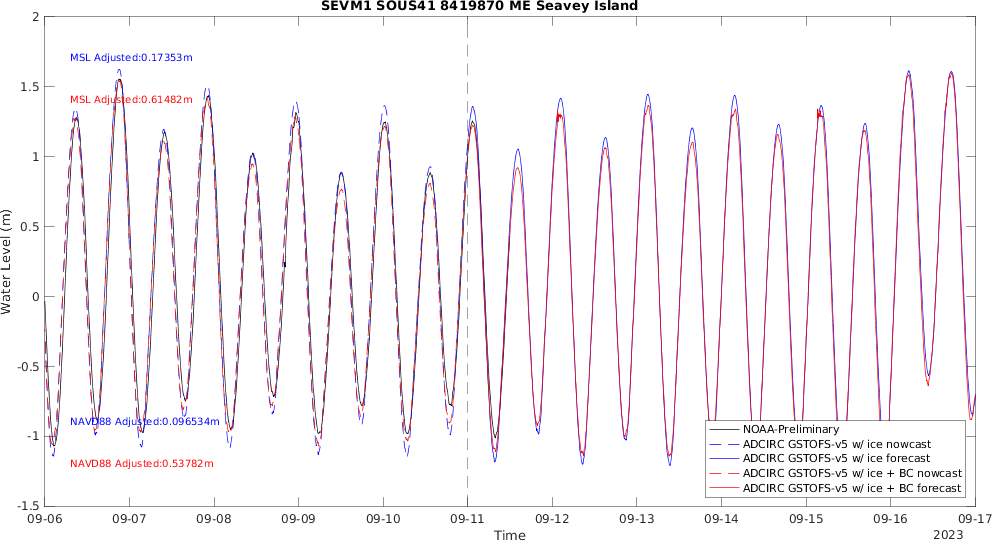 SEVM1 SOUS41 8419870 ME Seavey Island
2
1.5
1
0.5
0
-0.5
-1
-1.5
Water Level (m)
MSL Adjusted:0.17353m
MSL Adjusted:0.61482m
NAVD88 Adjusted:0.096534m
NAVD88 Adjusted:0.53782m
NOAA-Preliminary
ADCIRC GSTOFS-v5 w/ ice nowcast
ADCIRC GSTOFS-v5 w/ ice forecast
ADCIRC GSTOFS-v5 w/ ice + BC nowcast
ADCIRC GSTOFS-v5 w/ ice + BC forecast
09-06 09-07 09-08 09-09 09-10 09-11 09-12 09-13 09-14 09-15 09-16 09-17
Time
2023